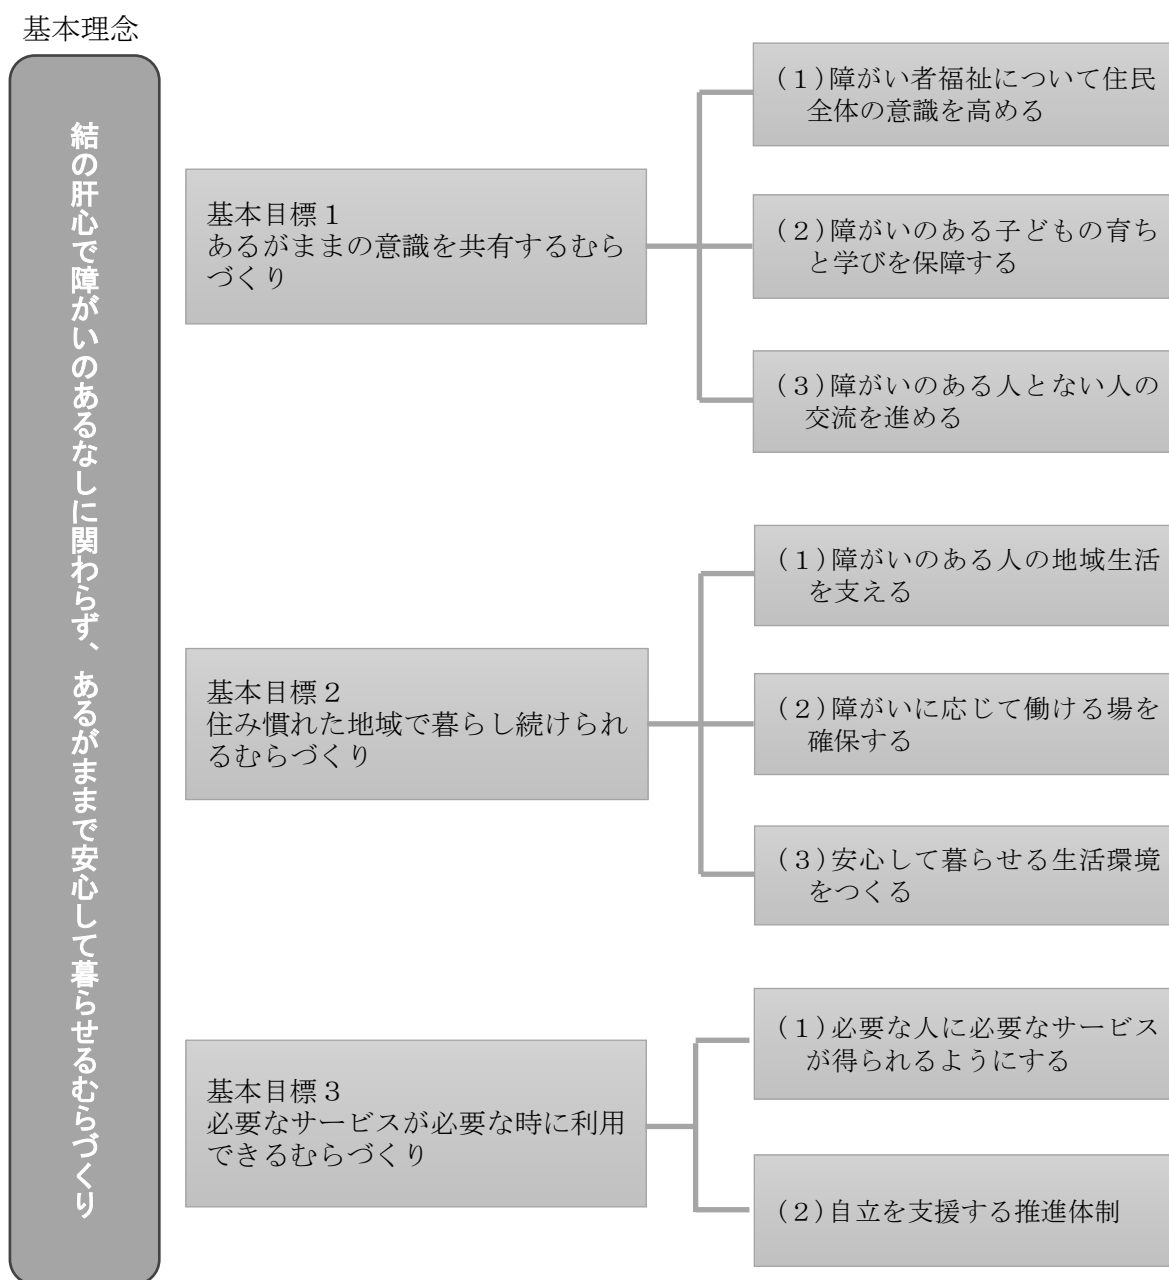 基本理念
結の肝心で障がいのあるなしに関わらず、あるがままで安心して暮らせるむらづくり
基本目標１
あるがままの意識を共有するむら
づくり
（１）障がい者福祉について住民
全体の意識を高める
（２）障がいのある子どもの育ち
と学びを保障する
（３）障がいのある人とない人の
交流を進める
基本目標２
住み慣れた地域で暮らし続けられ
るむらづくり
（１）障がいのある人の地域生活
を支える
（２）障がいに応じて働ける場を
確保する
（３）安心して暮らせる生活環境
をつくる
基本目標３
必要なサービスが必要な時に利用
できるむらづくり
（１）必要な人に必要なサービス
が得られるようにする
（２）自立を支援する推進体制